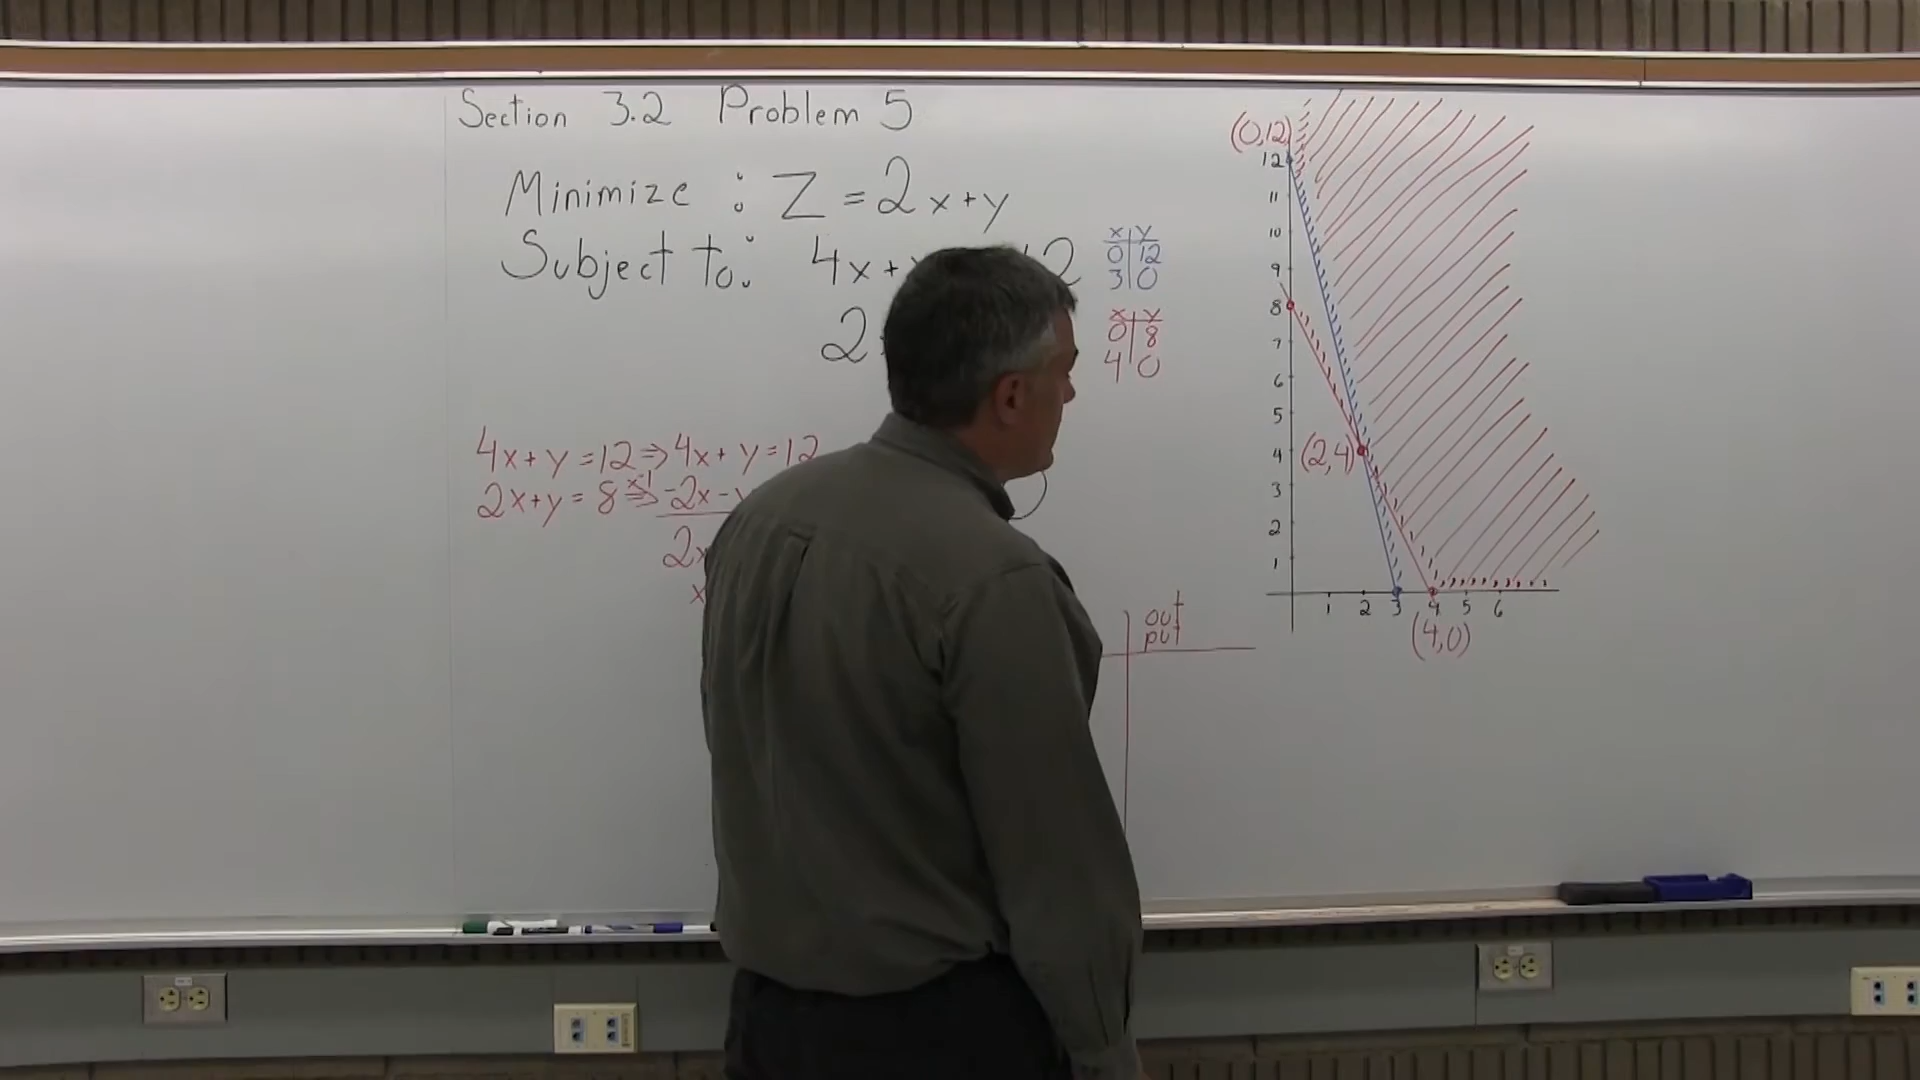 Section 3.2 Problem 5
Minimize : Z = 2x+y
Subject to: 4x+ 12
2
x y
0 12
3 0
x y
0 8
4 0
4x+y=12 ⇒ 4x+y=12
2x+y=8 x-1 ⇒ -2x-y
2x
x
out
put
(0,12)
12
11
10
9
8
7
6
5
(2,4)
4
3
2
1
1 2 3 4 5 6
(4,0)